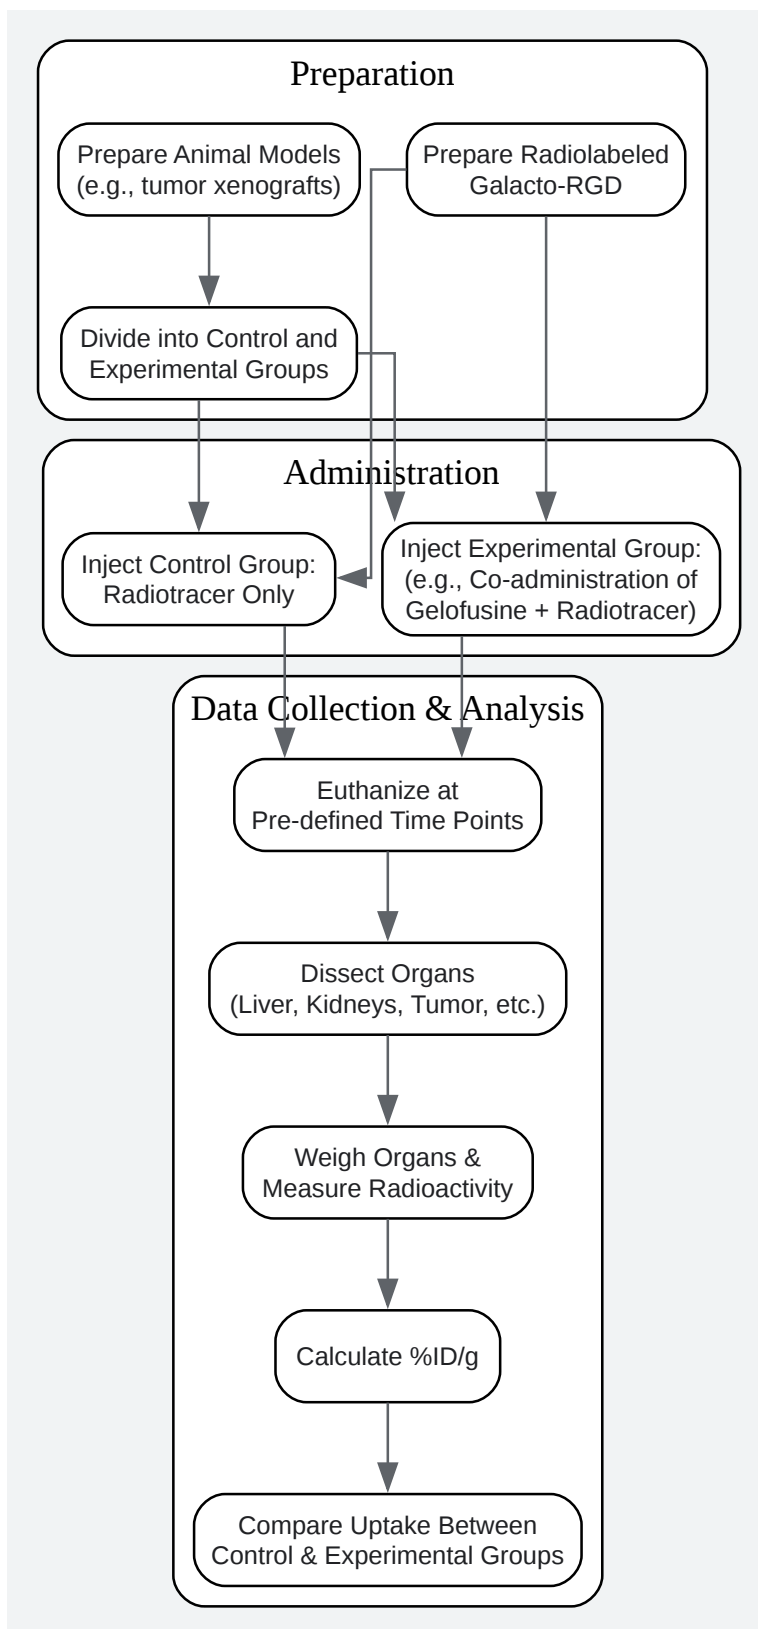 Preparation
Prepare Animal Models
(e.g., tumor xenografts)
Prepare Radiolabeled
Galacto-RGD
Divide into Control and
Experimental Groups
Administration
Inject Control Group:
Radiotracer Only
Inject Experimental Group:
(e.g., Co-administration of
Gelofusine + Radiotracer)
Data Collection & Analysis
Euthanize at
Pre-defined Time Points
Dissect Organs
(Liver, Kidneys, Tumor, etc.)
Weigh Organs &
Measure Radioactivity
Calculate %ID/g
Compare Uptake Between
Control & Experimental Groups